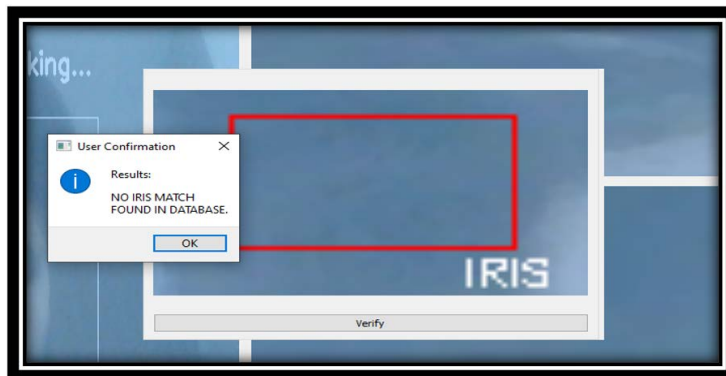 king...
User Confirmation
Results:
NO IRIS MATCH
FOUND IN DATABASE.
OK
IRIS
Verify